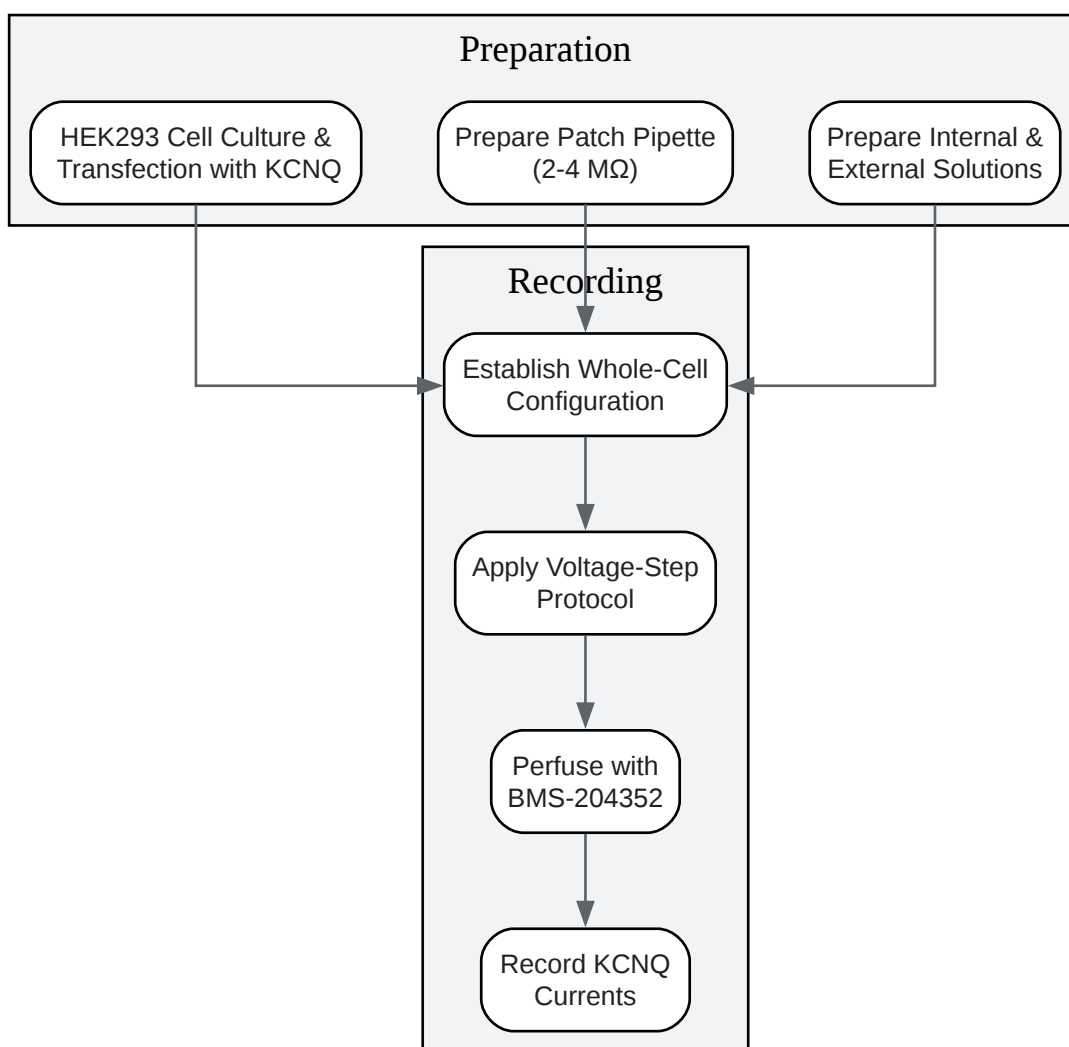 Preparation
HEK293 Cell Culture &
Transfection with KCNQ
Prepare Patch Pipette
(2-4 MΩ)
Prepare Internal &
External Solutions
Recording
Establish Whole-Cell
Configuration
Apply Voltage-Step
Protocol
Perfuse with
BMS-204352
Record KCNQ
Currents